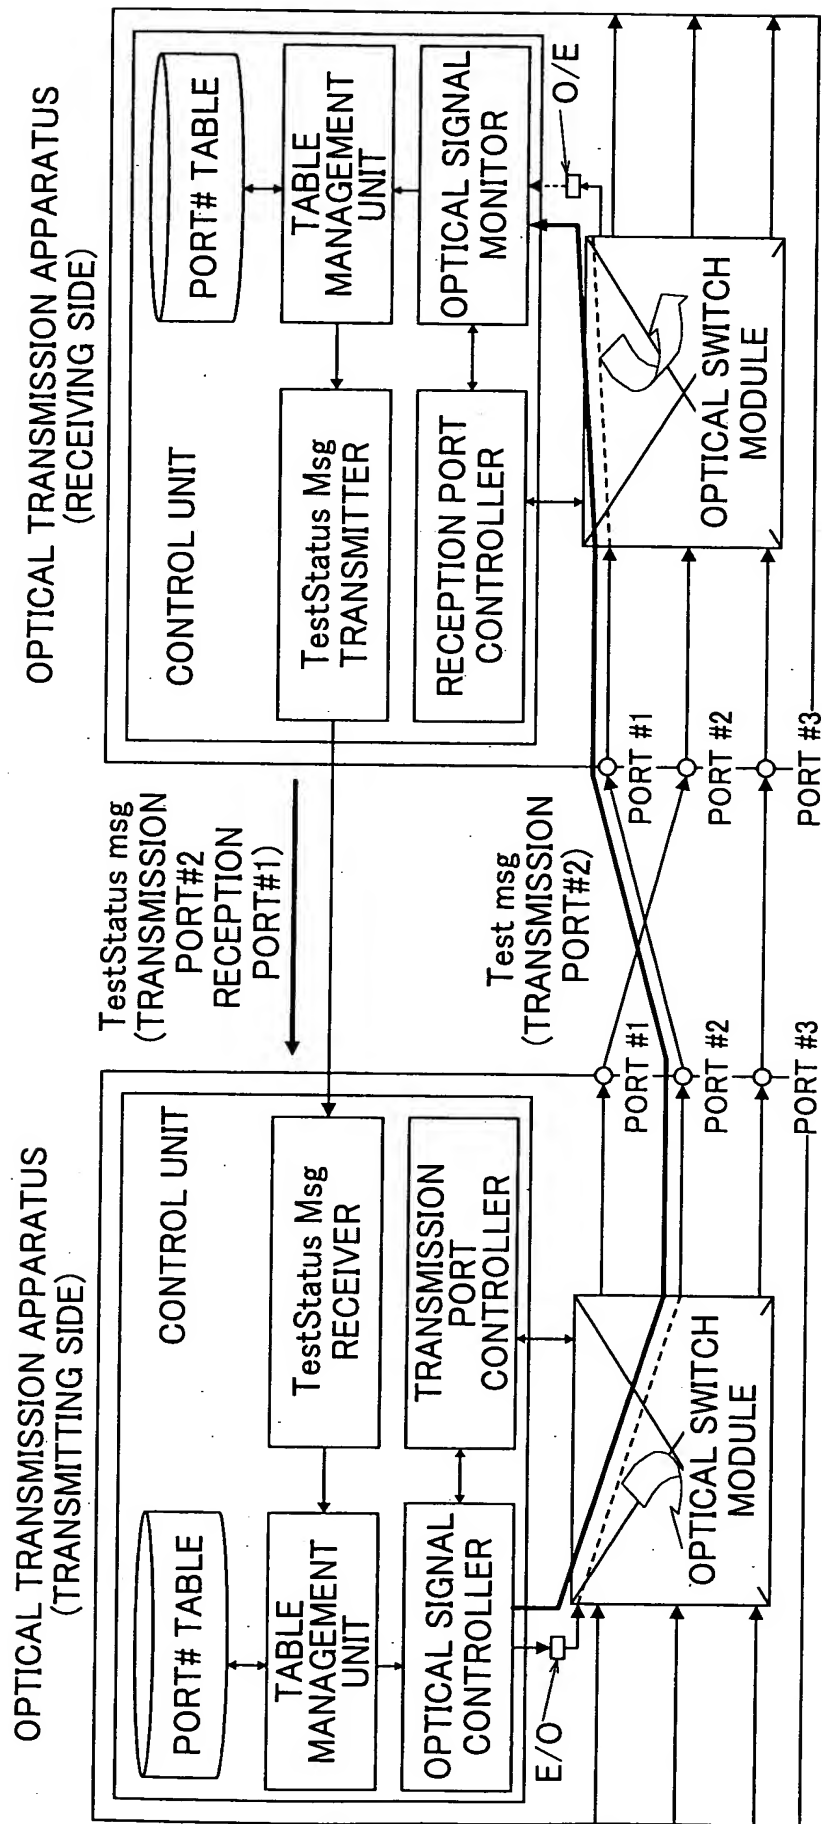 OPTICAL TRANSMISSION APPARATUS
(TRANSMITTING SIDE)
CONTROL UNIT
PORT# TABLE
TABLE
MANAGEMENT
UNIT
TestStatus Msg
RECEIVER
OPTICAL SIGNAL
CONTROLLER
TRANSMISSION
PORT
CONTROLLER
E/O
OPTICAL SWITCH
MODULE
PORT #1
PORT #2
PORT #3
TestStatus msg
(TRANSMISSION
PORT#2
RECEPTION
PORT#1)
Test msg
(TRANSMISSION
PORT#2)
OPTICAL TRANSMISSION APPARATUS
(RECEIVING SIDE)
CONTROL UNIT
PORT# TABLE
TestStatus Msg
TRANSMITTER
TABLE
MANAGEMENT
UNIT
RECEPTION PORT
CONTROLLER
OPTICAL SIGNAL
MONITOR
O/E
OPTICAL SWITCH
MODULE
PORT #1
PORT #2
PORT #3